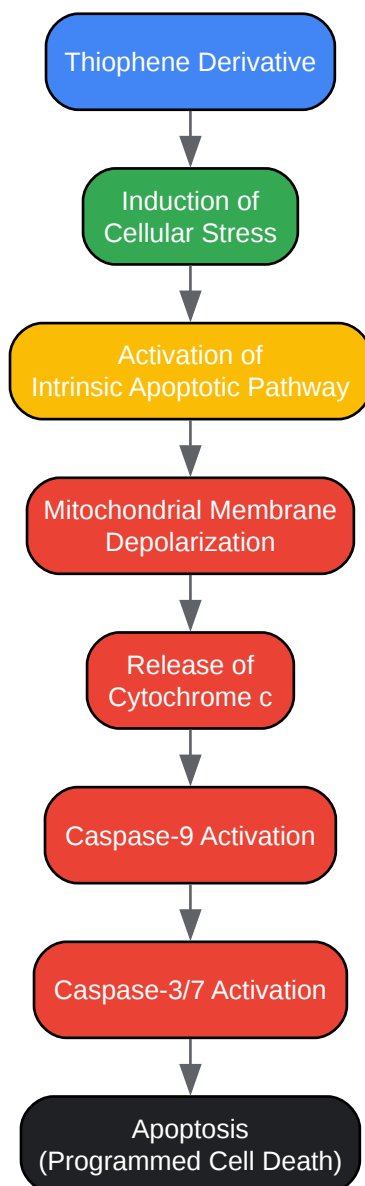 Thiophene Derivative
Induction of
Cellular Stress
Activation of
Intrinsic Apoptotic Pathway
Mitochondrial Membrane
Depolarization
Release of
Cytochrome c
Caspase-9 Activation
Caspase-3/7 Activation
Apoptosis
(Programmed Cell Death)